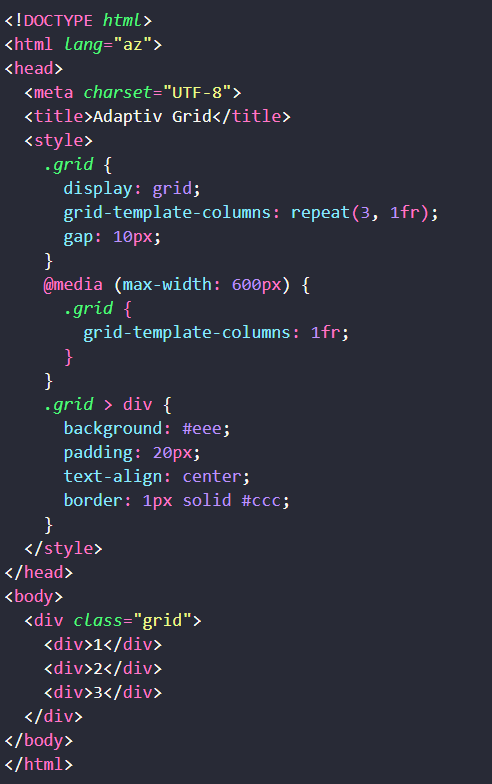 <!DOCTYPE html>
<html lang="az">
<head>
  <meta charset="UTF-8">
  <title>Adaptiv Grid</title>
  <style>
    .grid {
      display: grid;
      grid-template-columns: repeat(3, 1fr);
      gap: 10px;
    }
    @media (max-width: 600px) {
      .grid {
        grid-template-columns: 1fr;
      }
    }
    .grid > div {
      background: #eee;
      padding: 20px;
      text-align: center;
      border: 1px solid #ccc;
    }
  </style>
</head>
<body>
  <div class="grid">
    <div>1</div>
    <div>2</div>
    <div>3</div>
  </div>
</body>
</html>